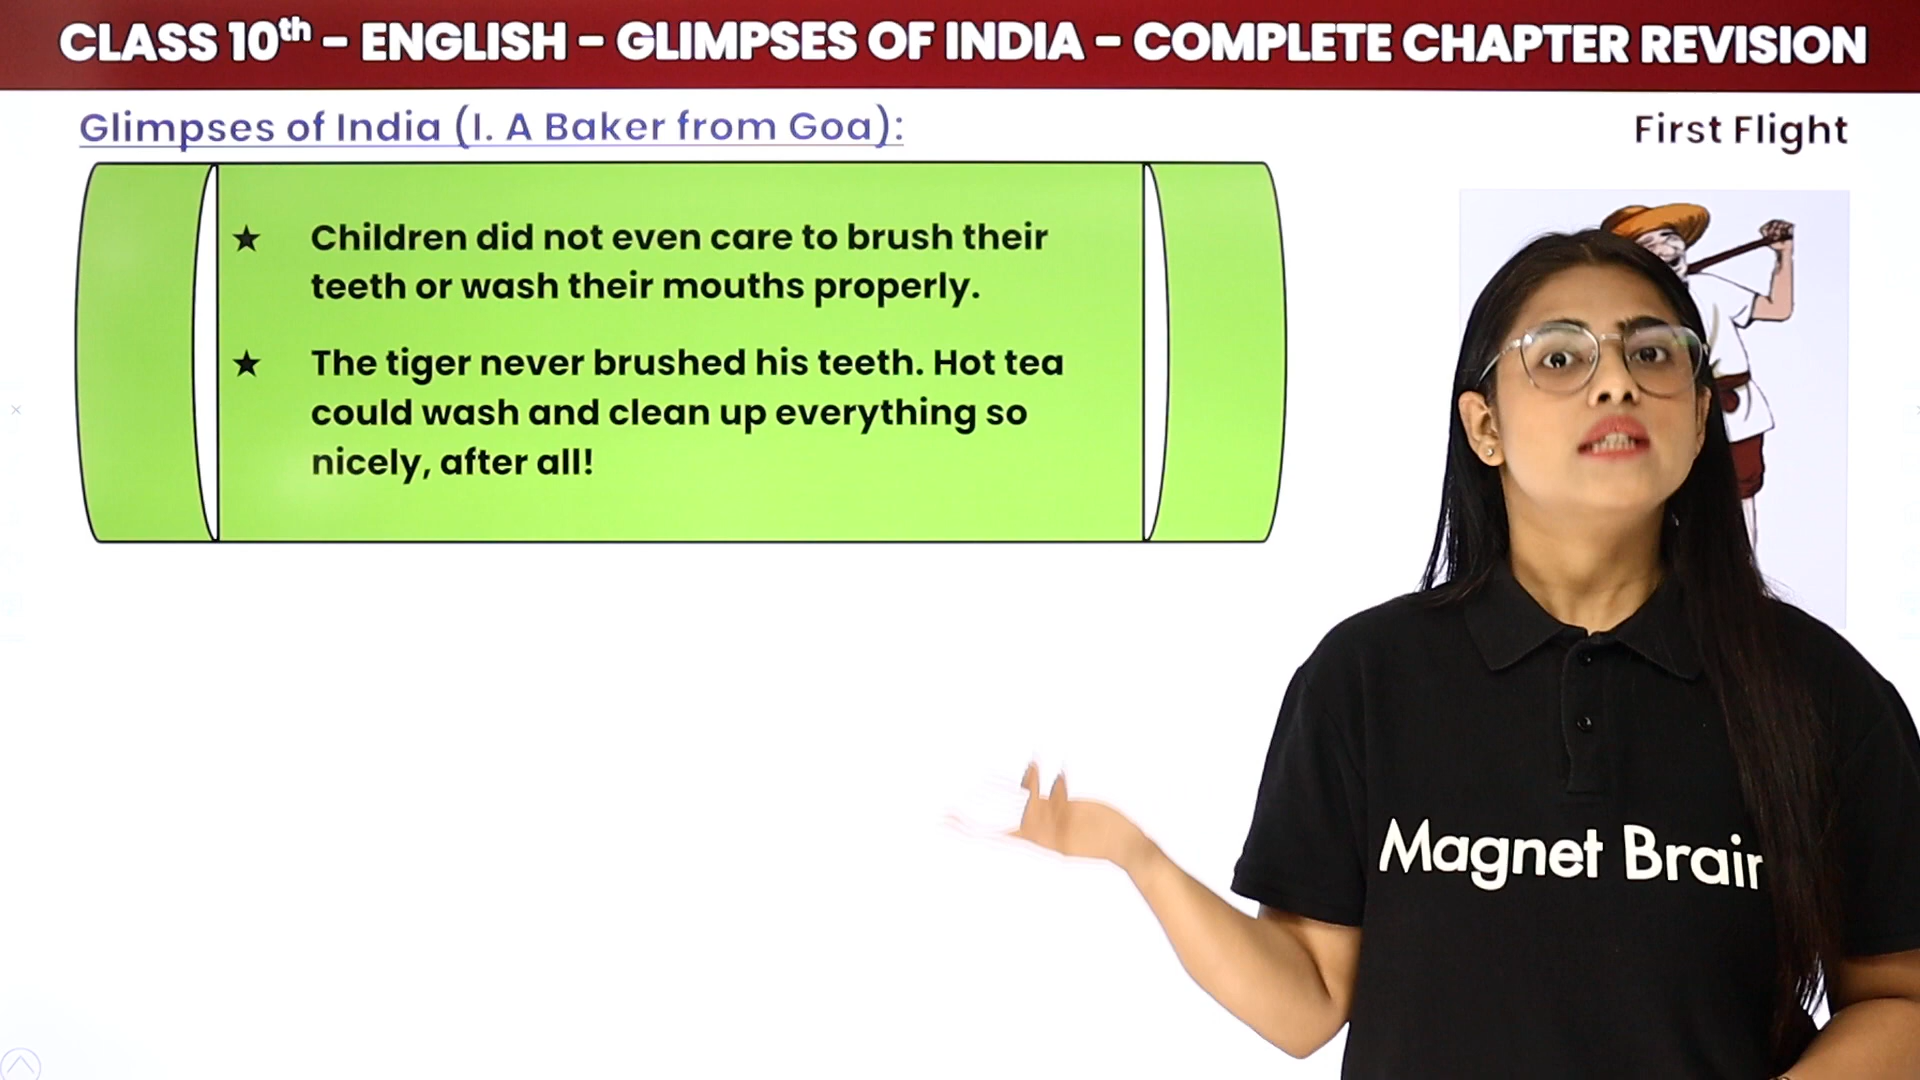 CLASS 10th - ENGLISH - GLIMPSES OF INDIA - COMPLETE CHAPTER REVISION
Glimpses of India (I. A Baker from Goa):
First Flight
★ Children did not even care to brush their
teeth or wash their mouths properly.
★ The tiger never brushed his teeth. Hot tea
could wash and clean up everything so
nicely, after all!
Magnet Brain